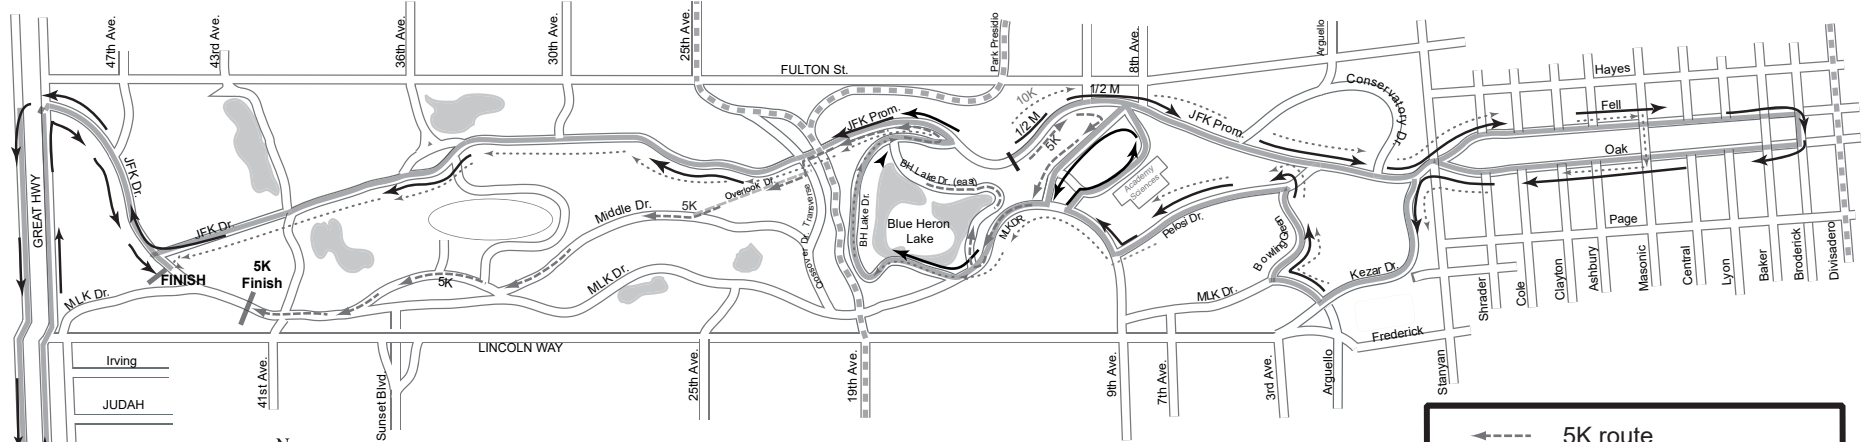 47th Ave.
43rd Ave.
36th Ave.
30th Ave.
25th Ave.
Park Presidio
8th Ave.
Arguello
FULTON St.
Hayes
Conservatory Dr.
Fell
Oak
10K
1/2 M
1/2 M
5K
JFK Prom.
JFK Prom.
GREAT HWY
JFK Dr.
JFK Dr.
Overlook Dr.
Middle Dr.
5K
Crossover Dr. Transverse
BH Lake Dr.
BH Lake Dr. (east)
Blue Heron
Lake
MLK DR
Academy
Sciences
Pelosi Dr.
Bowling Green
Kezar Dr.
Page
Shrader
Cole
Clayton
Ashbury
Masonic
Central
Lyon
Baker
Broderick
Divisadero
FINISH
5K
Finish
5K
MLK Dr.
MLK Dr.
MLK Dr.
Frederick
LINCOLN WAY
Irving
JUDAH
41st Ave.
Sunset Blvd
25th Ave.
19th Ave.
9th Ave.
7th Ave.
3rd Ave.
Arguello
Stanyan
N
5K route